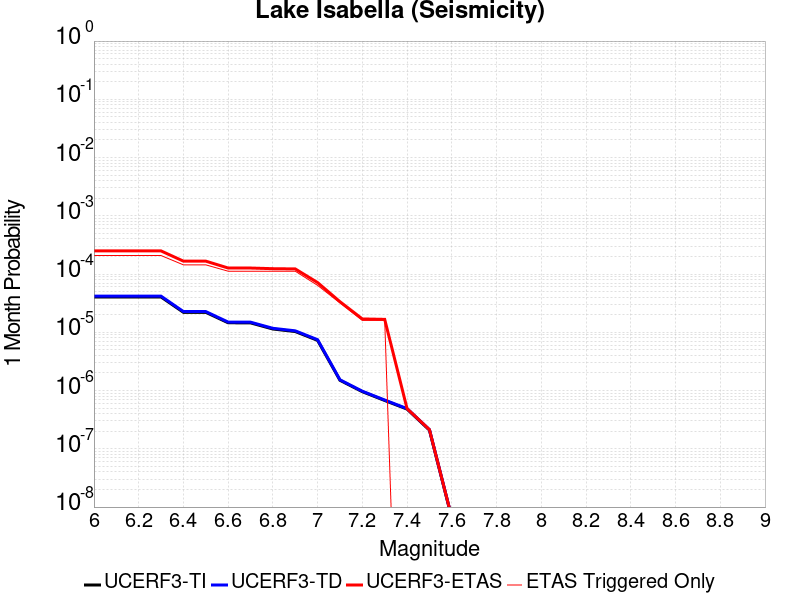 Lake Isabella (Seismicity)
10^0
10^-1
10^-2
10^-3
10^-4
10^-5
10^-6
10^-7
10^-8
1 Month Probability
6 6.2 6.4 6.6 6.8 7 7.2 7.4 7.6 7.8 8 8.2 8.4 8.6 8.8 9
Magnitude
UCERF3-TI UCERF3-TD UCERF3-ETAS ETAS Triggered Only